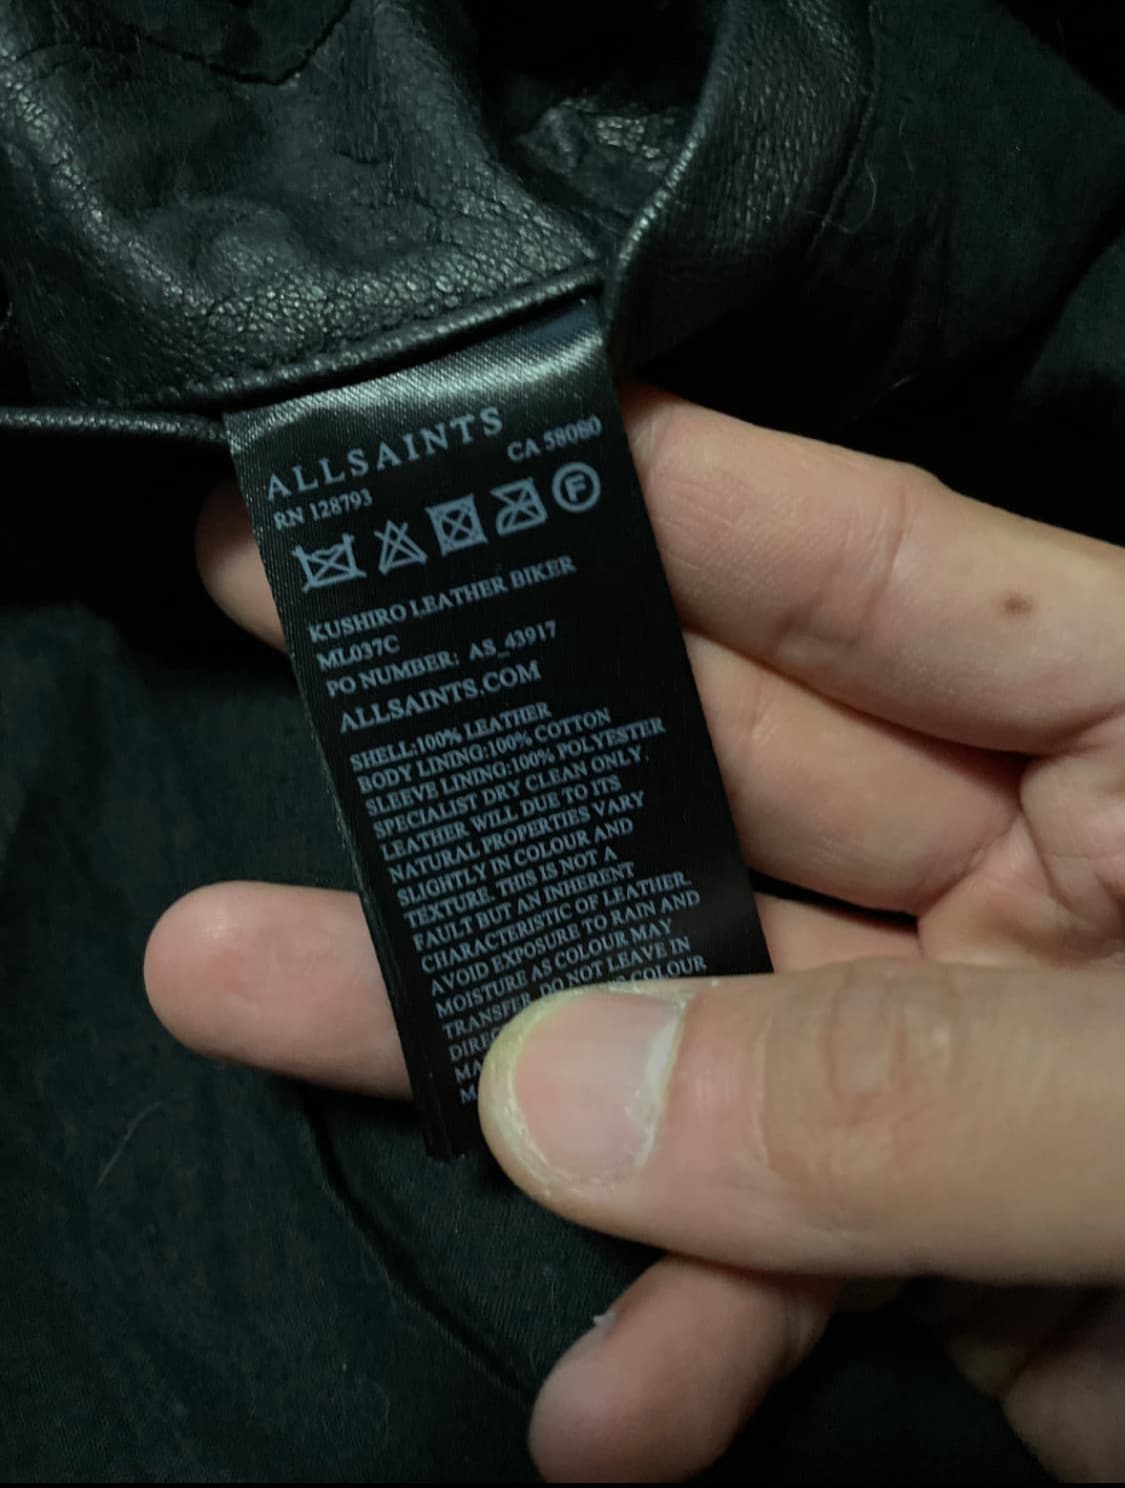 ALLSAINTS
RN 128793 CA 58080
F
KUSHIRO LEATHER BIKER
ML037C
PO NUMBER: AS_43917
ALLSAINTS.COM
SHELL:100% LEATHER
BODY LINING:100% COTTON
SLEEVE LINING:100% POLYESTER
SPECIALIST DRY CLEAN ONLY.
LEATHER WILL DUE TO ITS
NATURAL PROPERTIES VARY
SLIGHTLY IN COLOUR AND
TEXTURE. THIS IS NOT A
FAULT BUT AN INHERENT
CHARACTERISTIC OF LEATHER.
AVOID EXPOSURE TO RAIN AND
MOISTURE AS COLOUR MAY
TRANSFER. DO NOT LEAVE IN
COLOUR